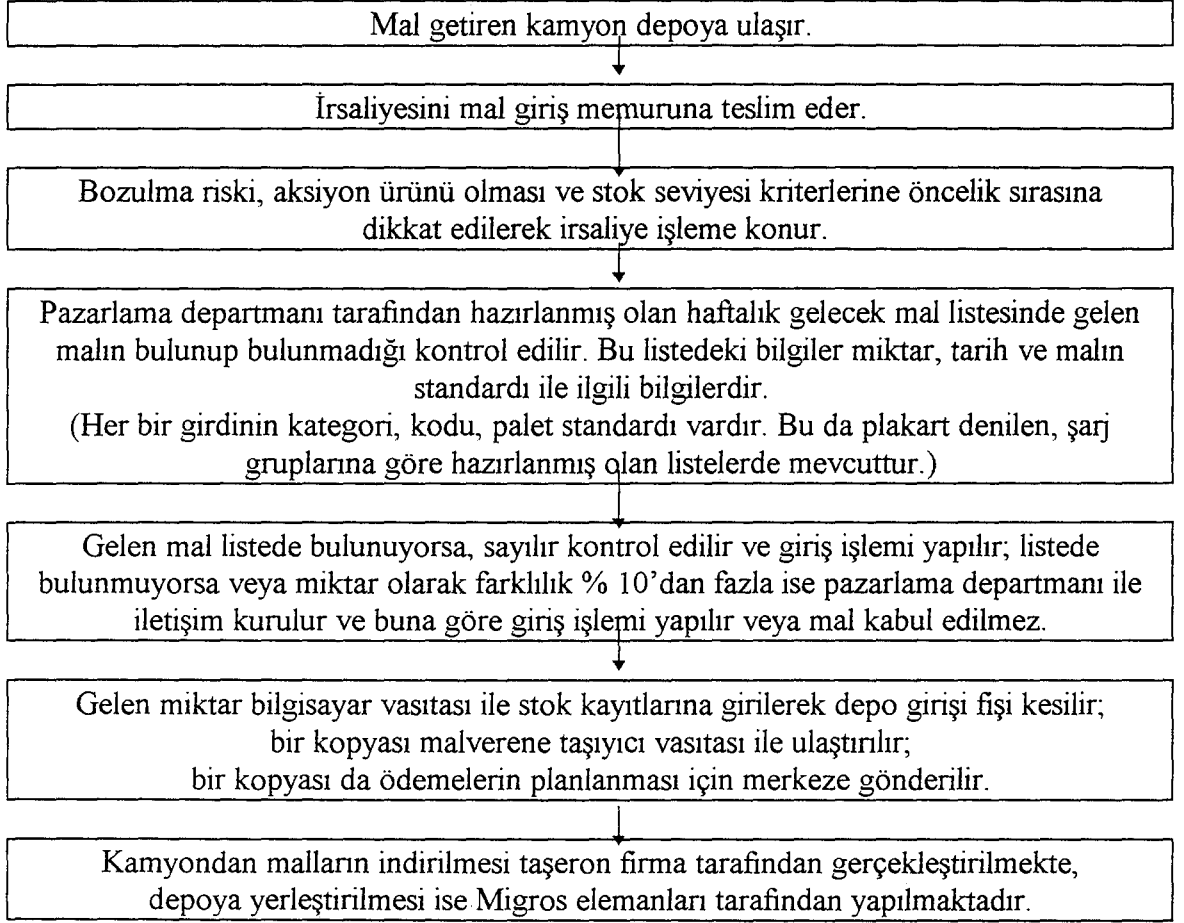 Mal getiren kamyon depoya ulaşır.
İrsaliyesini mal giriş memuruna teslim eder.
Bozulma riski, aksiyon ürünü olması ve stok seviyesi kriterlerine öncelik sırasına
dikkat edilerek irsaliye işleme konur.
Pazarlama departmanı tarafından hazırlanmış olan haftalık gelecek mal listesinde gelen
malın bulunup bulunmadığı kontrol edilir. Bu listedeki bilgiler miktar, tarih ve malın
standardı ile ilgili bilgilerdir.
(Her bir girdinin kategori, kodu, palet standardı vardır. Bu da plakart denilen, şarj
gruplarına göre hazırlanmış olan listelerde mevcuttur.)
Gelen mal listede bulunuyorsa, sayılır kontrol edilir ve giriş işlemi yapılır; listede
bulunmuyorsa veya miktar olarak farklılık % 10’dan fazla ise pazarlama departmanı ile
iletişim kurulur ve buna göre giriş işlemi yapılır veya mal kabul edilmez.
Gelen miktar bilgisayar vasıtası ile stok kayıtlarına girilerek depo girişi fişi kesilir;
bir kopyası malverene taşıyıcı vasıtası ile ulaştırılır;
bir kopyası da ödemelerin planlanması için merkeze gönderilir.
Kamyondan malların indirilmesi taşeron firma tarafından gerçekleştirilmekte,
depoya yerleştirilmesi ise Migros elemanları tarafından yapılmaktadır.